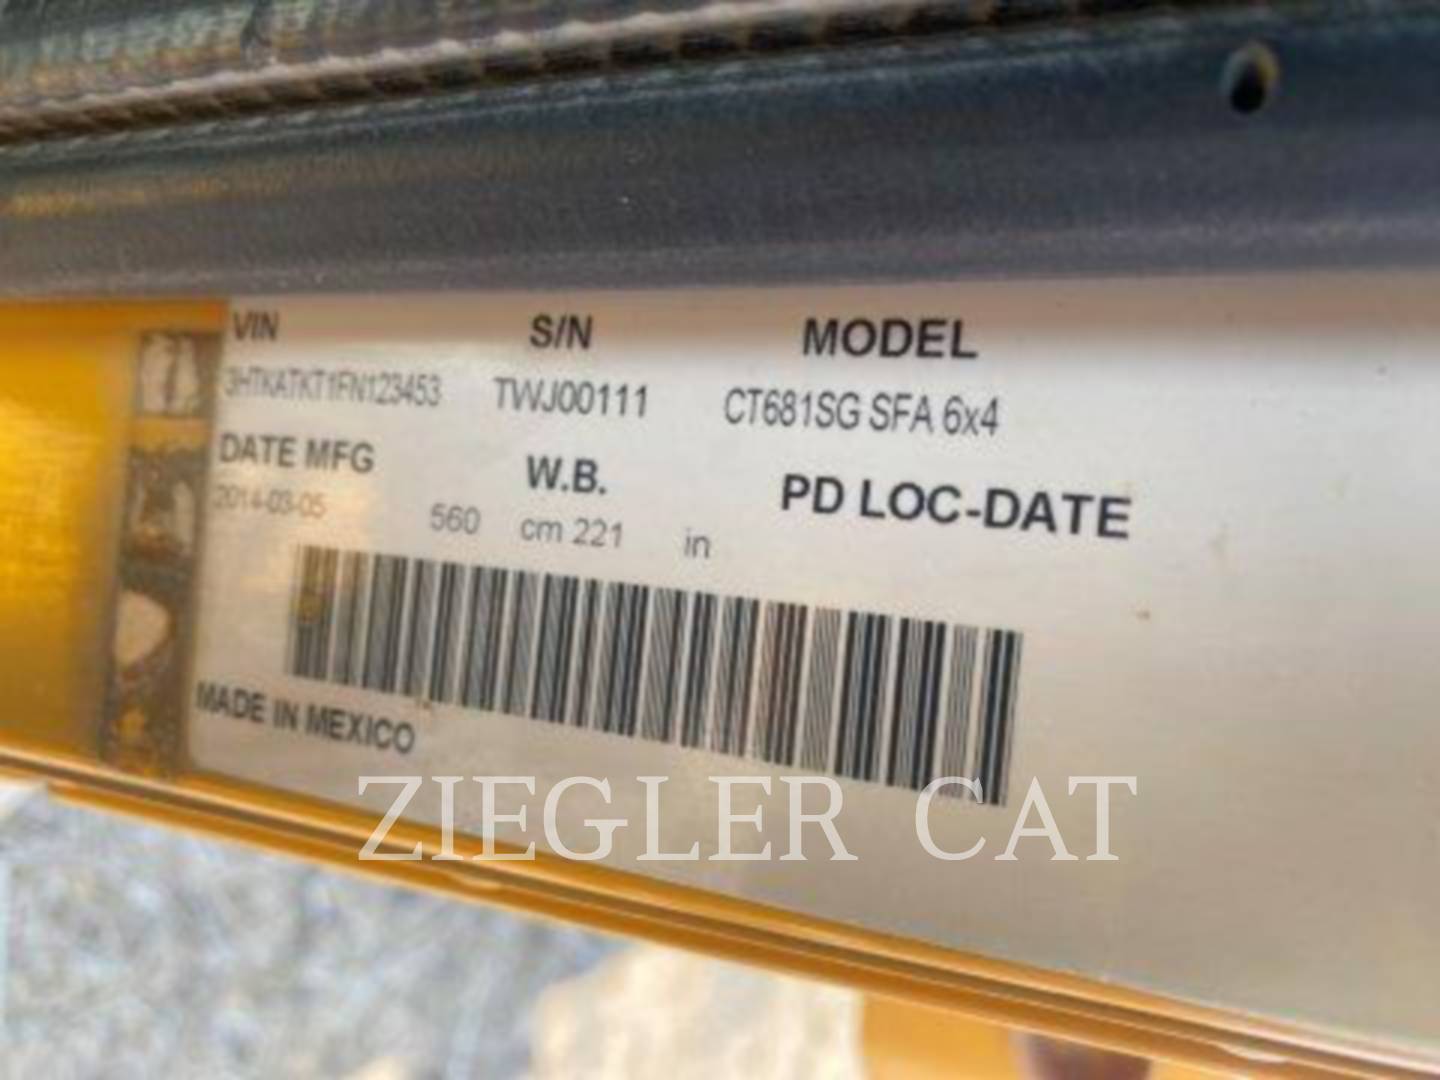 VIN S/N MODEL
3HTKATKT1FN123453 TWJ00111 CT681SG SFA 6x4
DATE MFG W.B. PD LOC-DATE
2014-03-05 560 cm 221 in
MADE IN MEXICO
ZIEGLER CAT